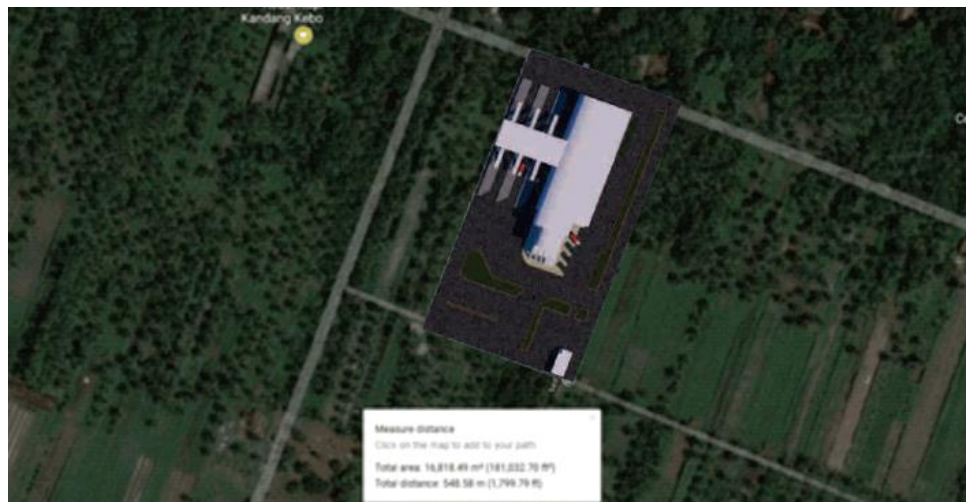 Kandang Kebo
Measure distance
Click on the map to add to your path
Total area: 16,818.49 m² (181,032.70 ft²)
Total distance: 548.58 m (1,799.79 ft)